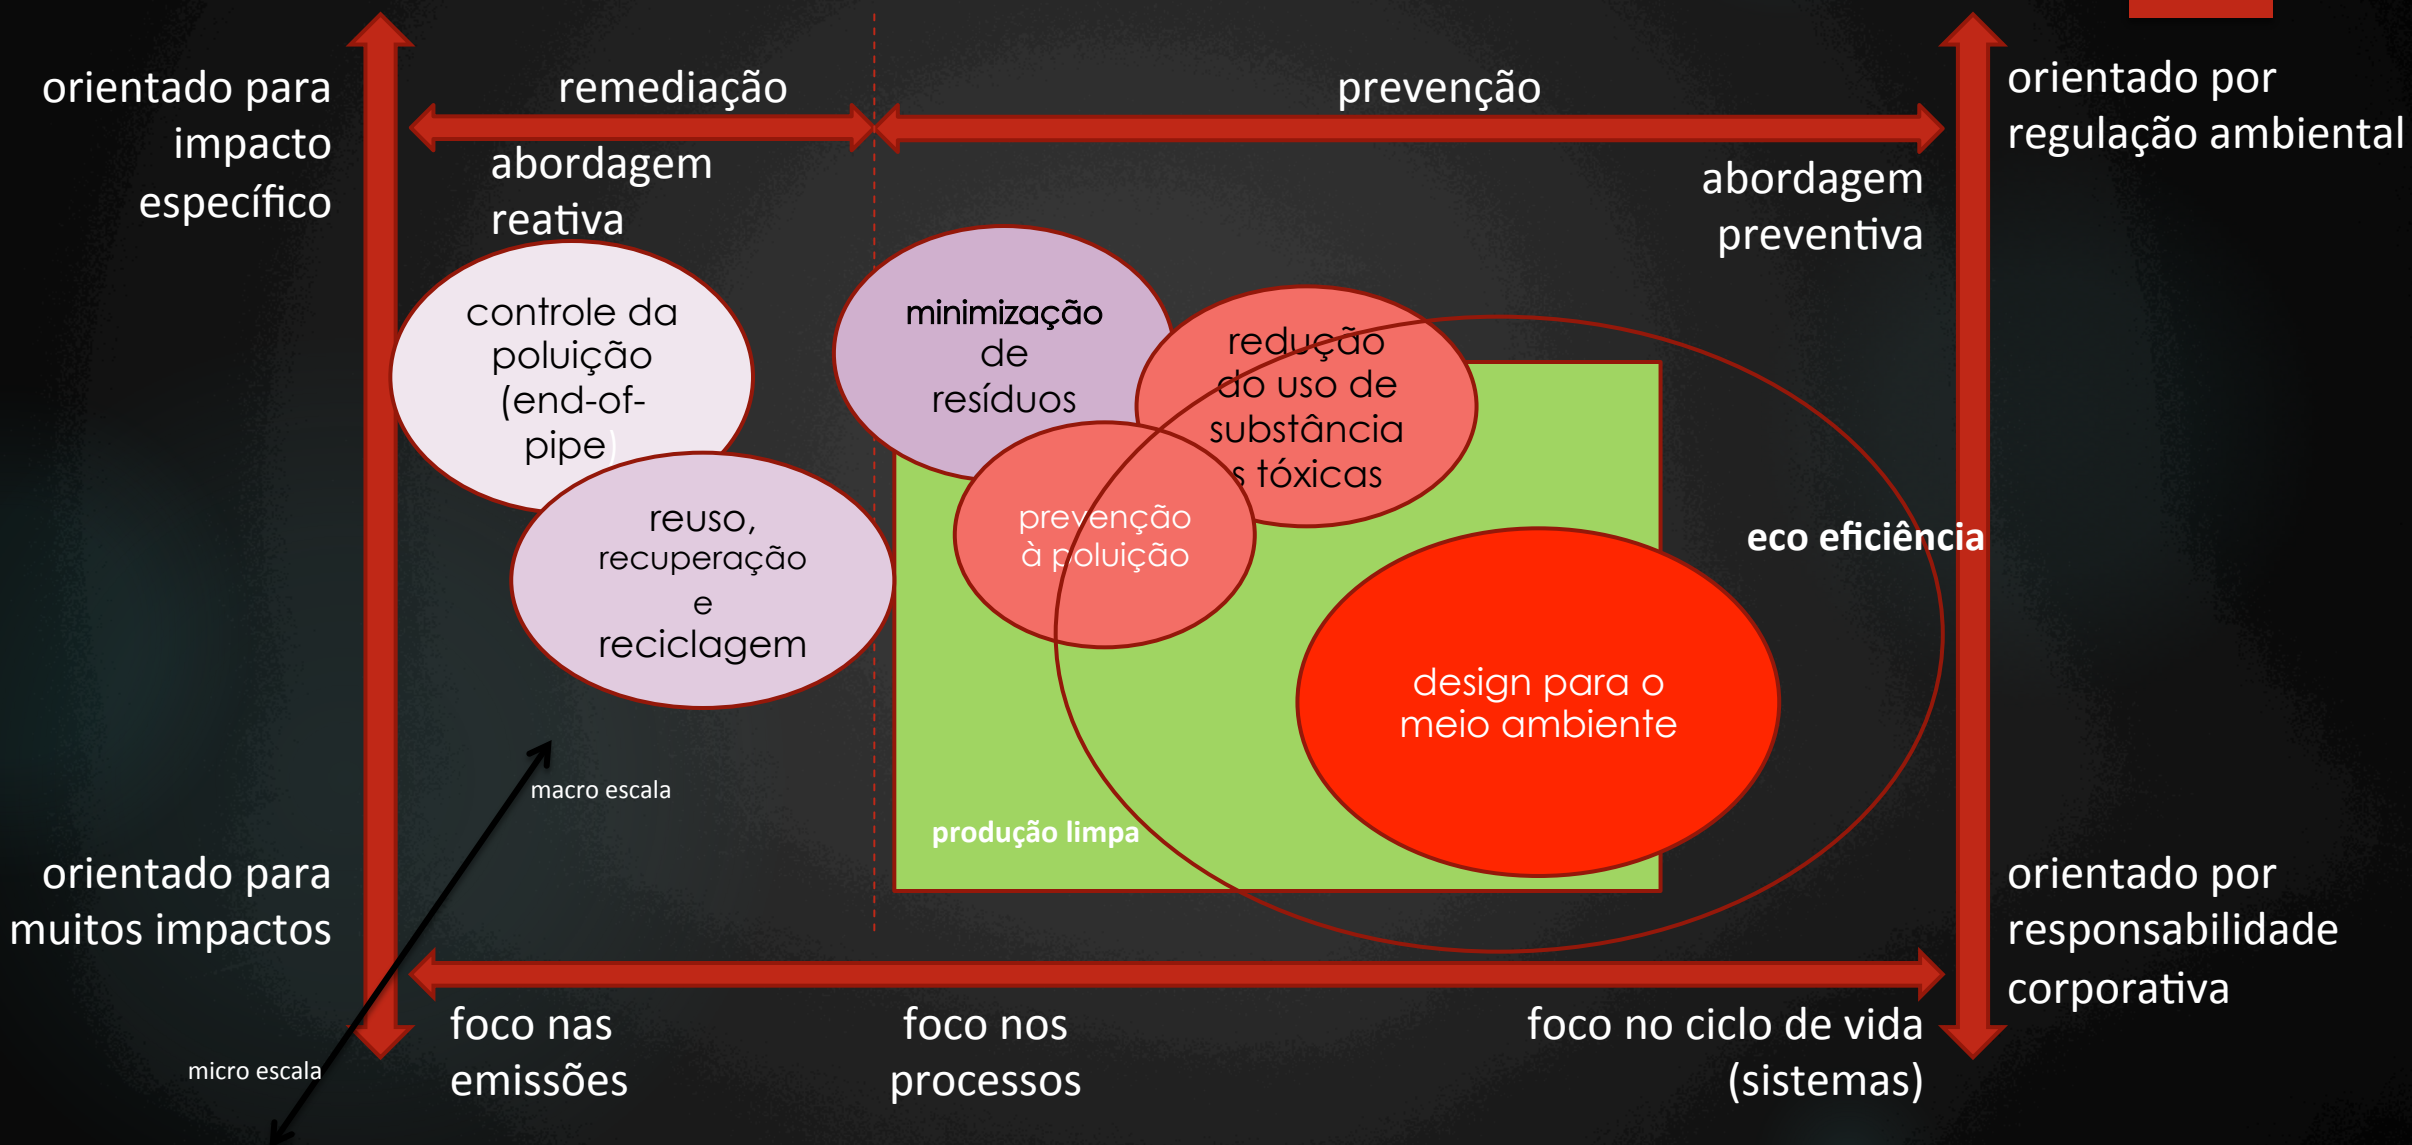 orientado para
impacto
específico
remediação
prevenção
orientado por
regulação ambiental
abordagem
reativa
abordagem
preventiva
controle da
poluição
(end-of-
pipe)
minimização
de
resíduos
redução
do uso de
substância
s tóxicas
reuso,
recuperação
e
reciclagem
prevenção
à poluição
eco eficiência
design para o
meio ambiente
macro escala
produção limpa
orientado para
muitos impactos
orientado por
responsabilidade
corporativa
micro escala
foco nas
emissões
foco nos
processos
foco no ciclo de vida
(sistemas)